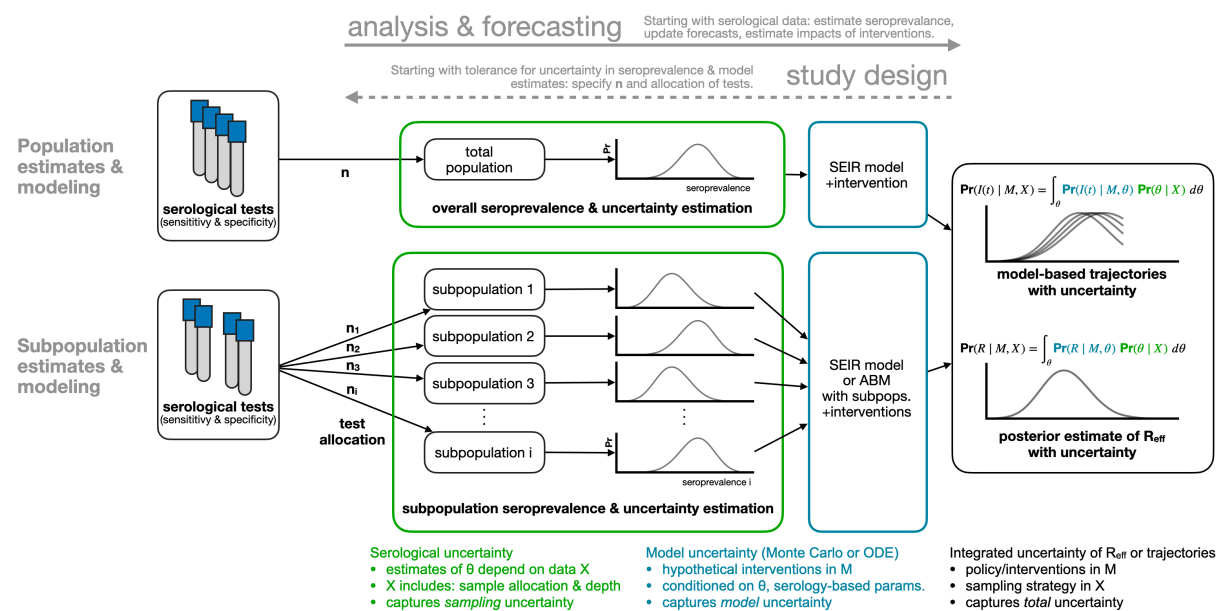 analysis & forecasting
Starting with serological data: estimate seroprevalance,
update forecasts, estimate impacts of interventions.
Starting with tolerance for uncertainty in seroprevalence & model
estimates: specify n and allocation of tests.
study design
Population
estimates &
modeling
serological tests
(sensititivy & specificity)
n
total
population
Pr
seroprevalence
overall seroprevalence & uncertainty estimation
SEIR model
+intervention
Subpopulation
estimates &
modeling
serological tests
(sensititivy & specificity)
n1
n2
n3
ni
test
allocation
subpopulation 1
subpopulation 2
subpopulation 3
subpopulation i
Pr
seroprevalence i
subpopulation seroprevalence & uncertainty estimation
SEIR model
or ABM
with subpops.
+interventions
Pr(I(t) | M, X) = ∫θ Pr(I(t) | M, θ) Pr(θ | X) dθ
model-based trajectories
with uncertainty
Pr(R | M, X) = ∫θ Pr(R | M, θ) Pr(θ | X) dθ
posterior estimate of Reff
with uncertainty
Serological uncertainty
• estimates of θ depend on data X
• X includes: sample allocation & depth
• captures sampling uncertainty
Model uncertainty (Monte Carlo or ODE)
• hypothetical interventions in M
• conditioned on θ, serology-based params.
• captures model uncertainty
Integrated uncertainty of Reff or trajectories
• policy/interventions in M
• sampling strategy in X
• captures total uncertainty